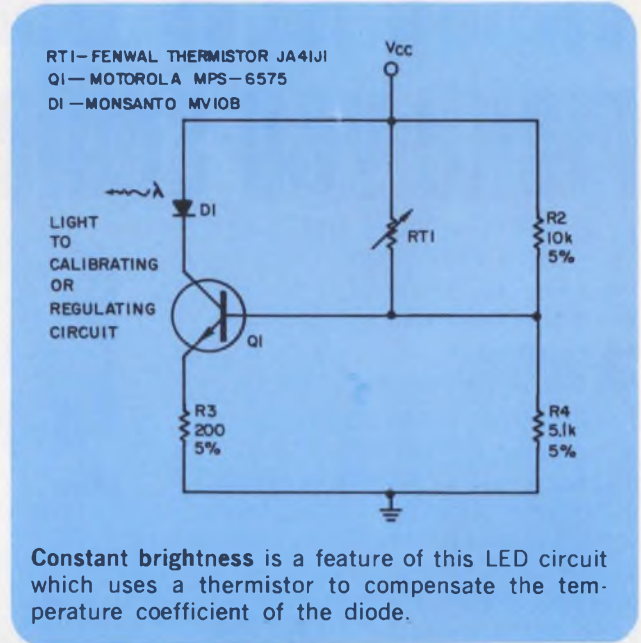 RT1—FENWAL THERMISTOR JA41J1
Q1—MOTOROLA MPS-6575
D1—MONSANTO MV10B
VCC
λ
D1
LIGHT
TO
CALIBRATING
OR
REGULATING
CIRCUIT
RT1
R2
10k
5%
Q1
R3
200
5%
R4
5.1k
5%
Constant brightness is a feature of this LED circuit
which uses a thermistor to compensate the tem-
perature coefficient of the diode.